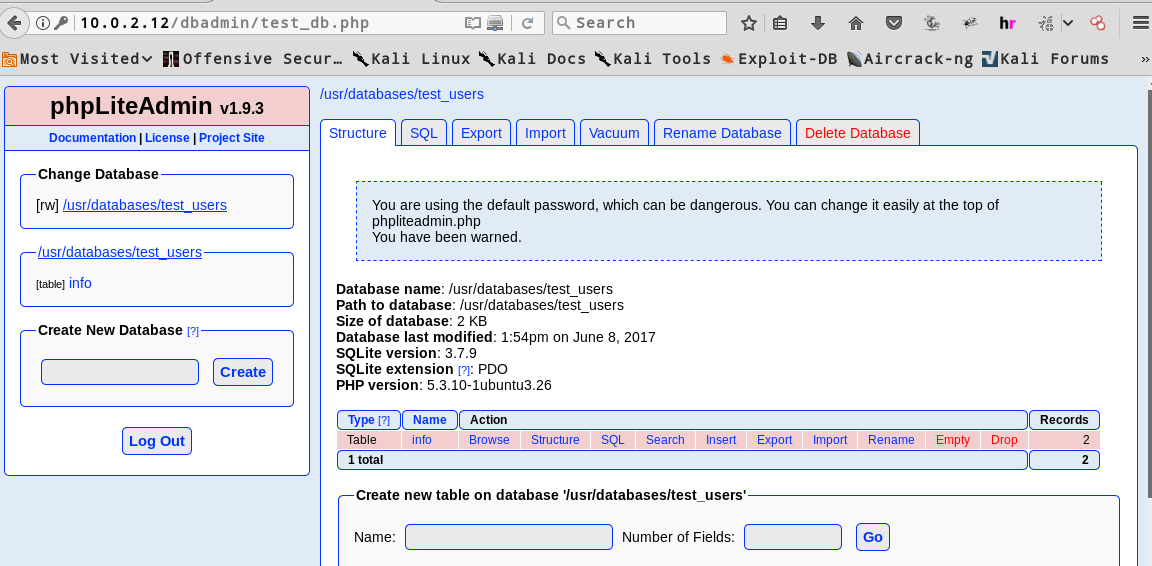 10.0.2.12/dbadmin/test_db.php
Search
hr
Most Visited
Offensive Secur…
Kali Linux
Kali Docs
Kali Tools
Exploit-DB
Aircrack-ng
Kali Forums
»
phpLiteAdmin v1.9.3
Documentation | License | Project Site
Change Database
[rw] /usr/databases/test_users
/usr/databases/test_users
[table] info
Create New Database [?]
Create
Log Out
/usr/databases/test_users
Structure SQL Export Import Vacuum Rename Database Delete Database
You are using the default password, which can be dangerous. You can change it easily at the top of
phpliteadmin.php
You have been warned.
Database name: /usr/databases/test_users
Path to database: /usr/databases/test_users
Size of database: 2 KB
Database last modified: 1:54pm on June 8, 2017
SQLite version: 3.7.9
SQLite extension [?]: PDO
PHP version: 5.3.10-1ubuntu3.26
Type [?] Name Action Records
Table info Browse Structure SQL Search Insert Export Import Rename Empty Drop 2
1 total 2
Create new table on database '/usr/databases/test_users'
Name: Number of Fields: Go